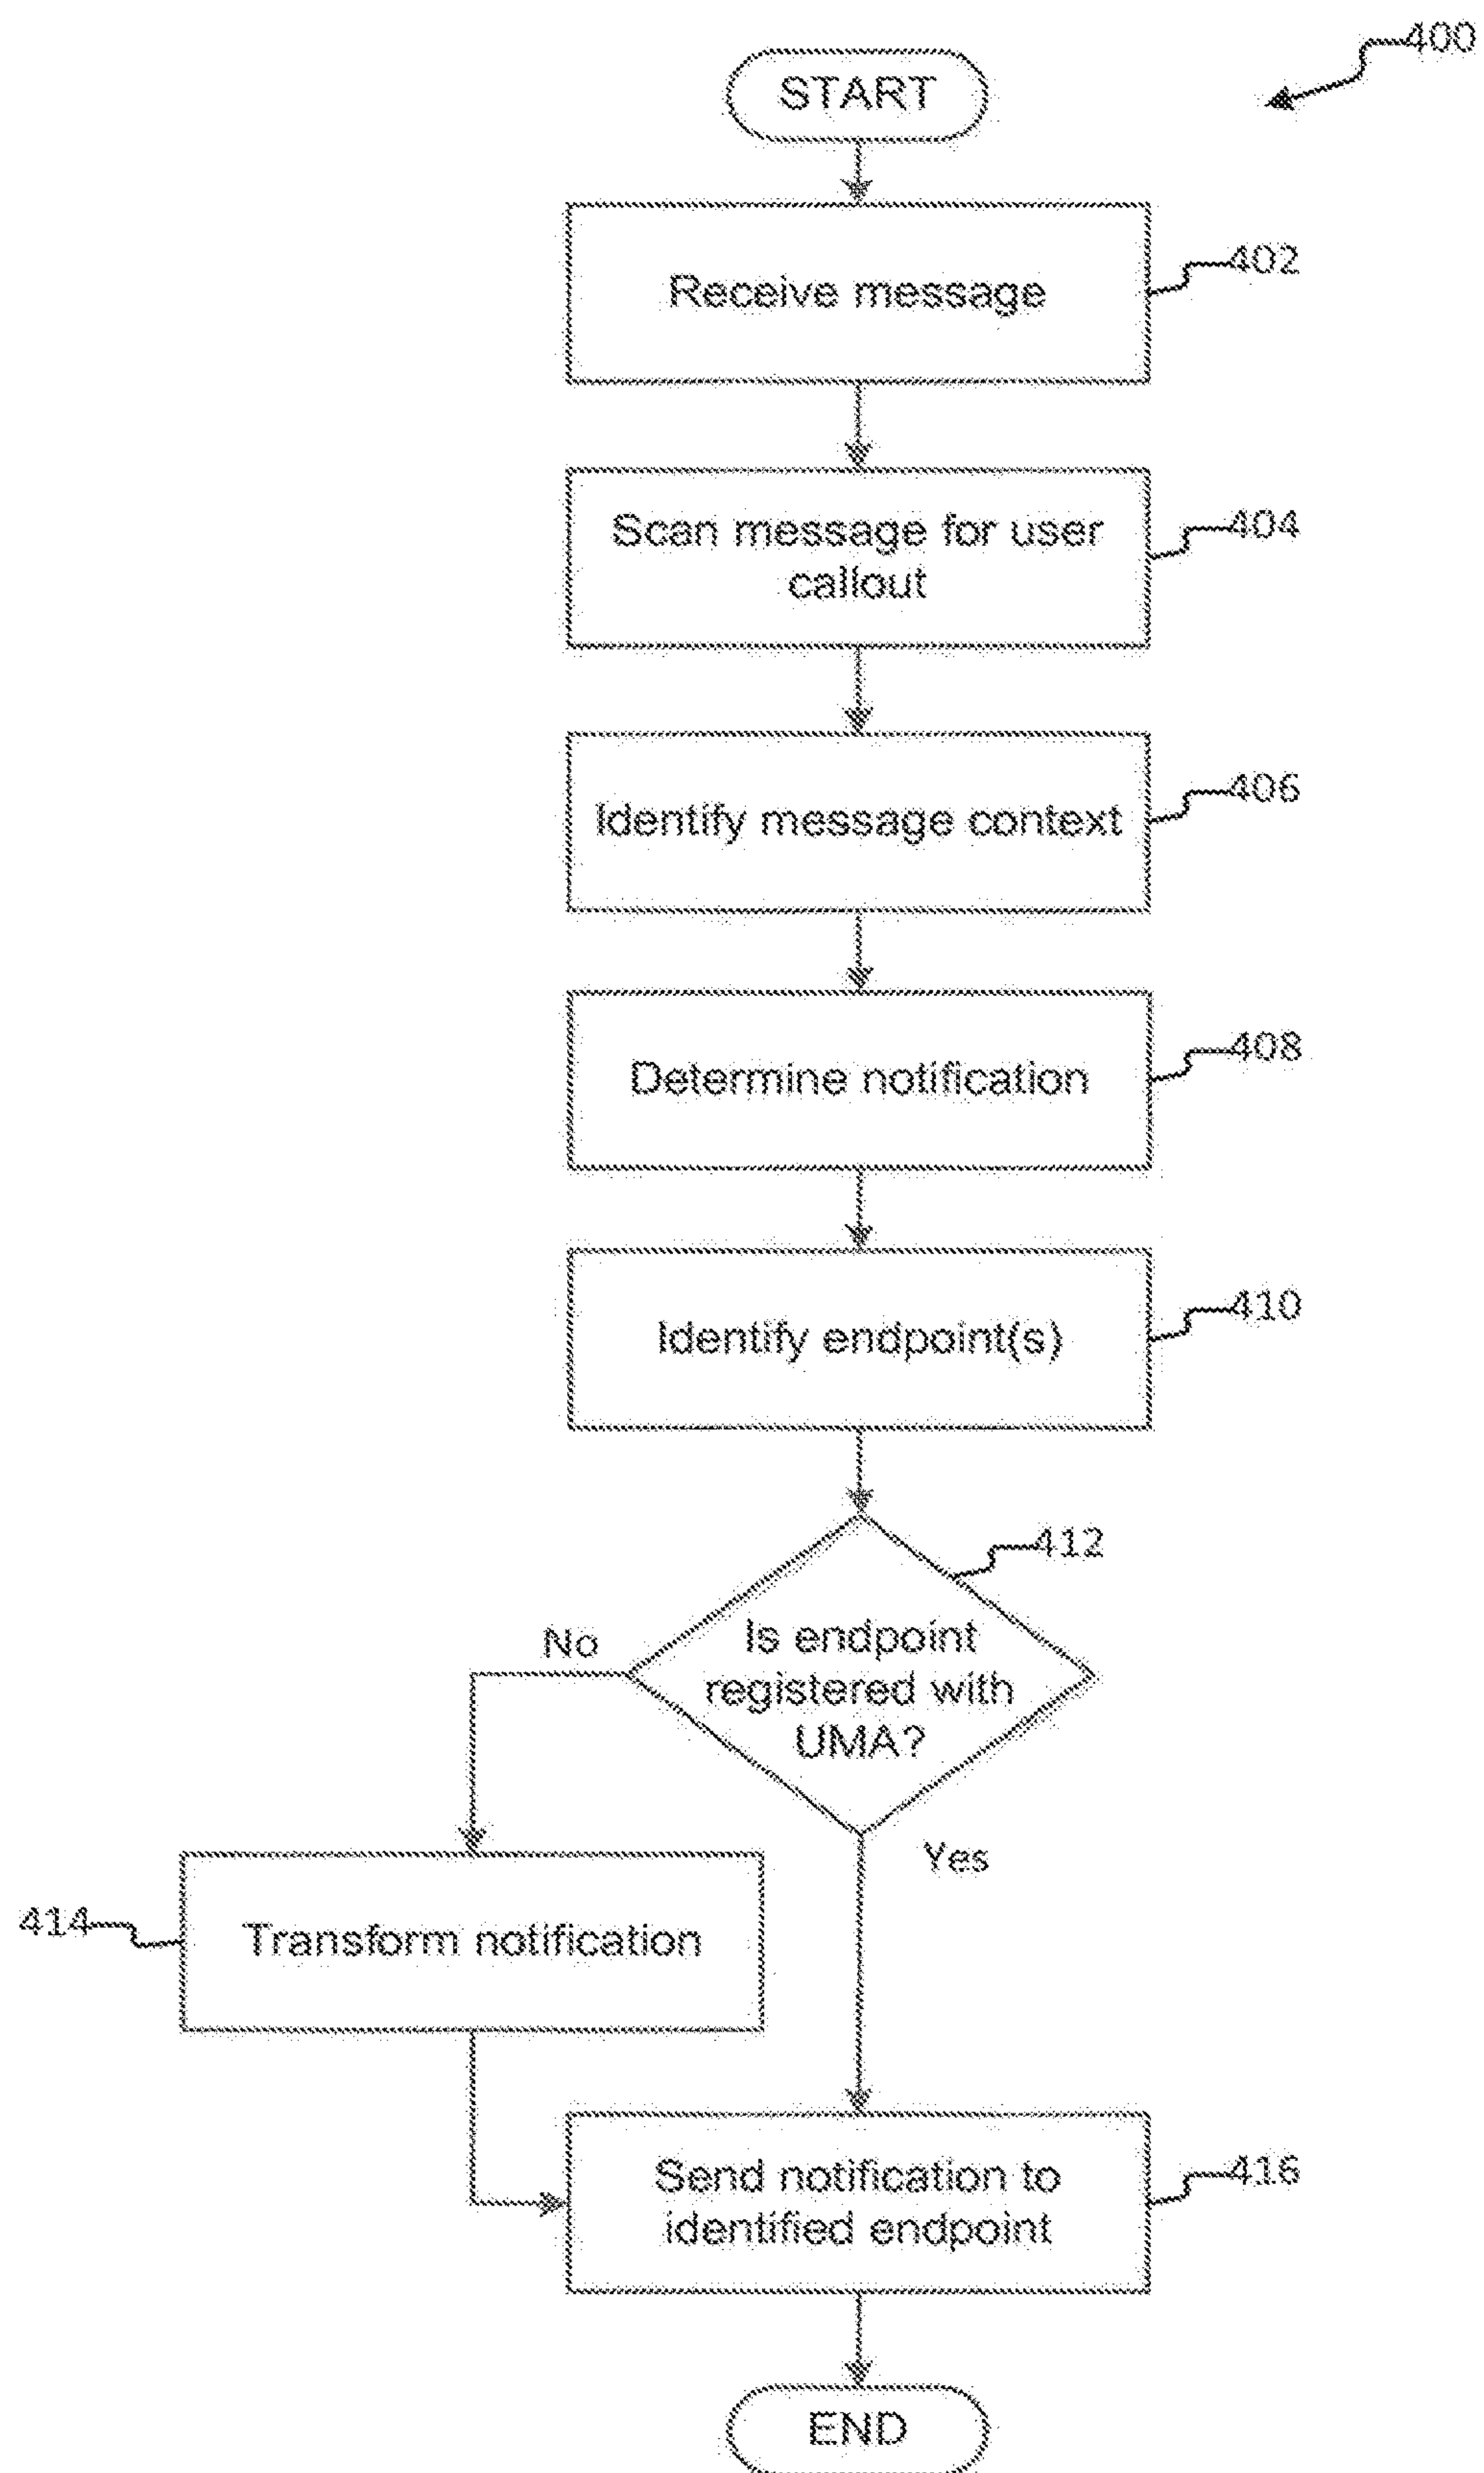 400
START
Receive message
402
Scan message for user
callout
404
Identify message context
406
Determine notification
408
Identify endpoint(s)
410
412
Is endpoint
registered with
UMA?
No
Yes
414
Transform notification
Send notification to
identified endpoint
416
END